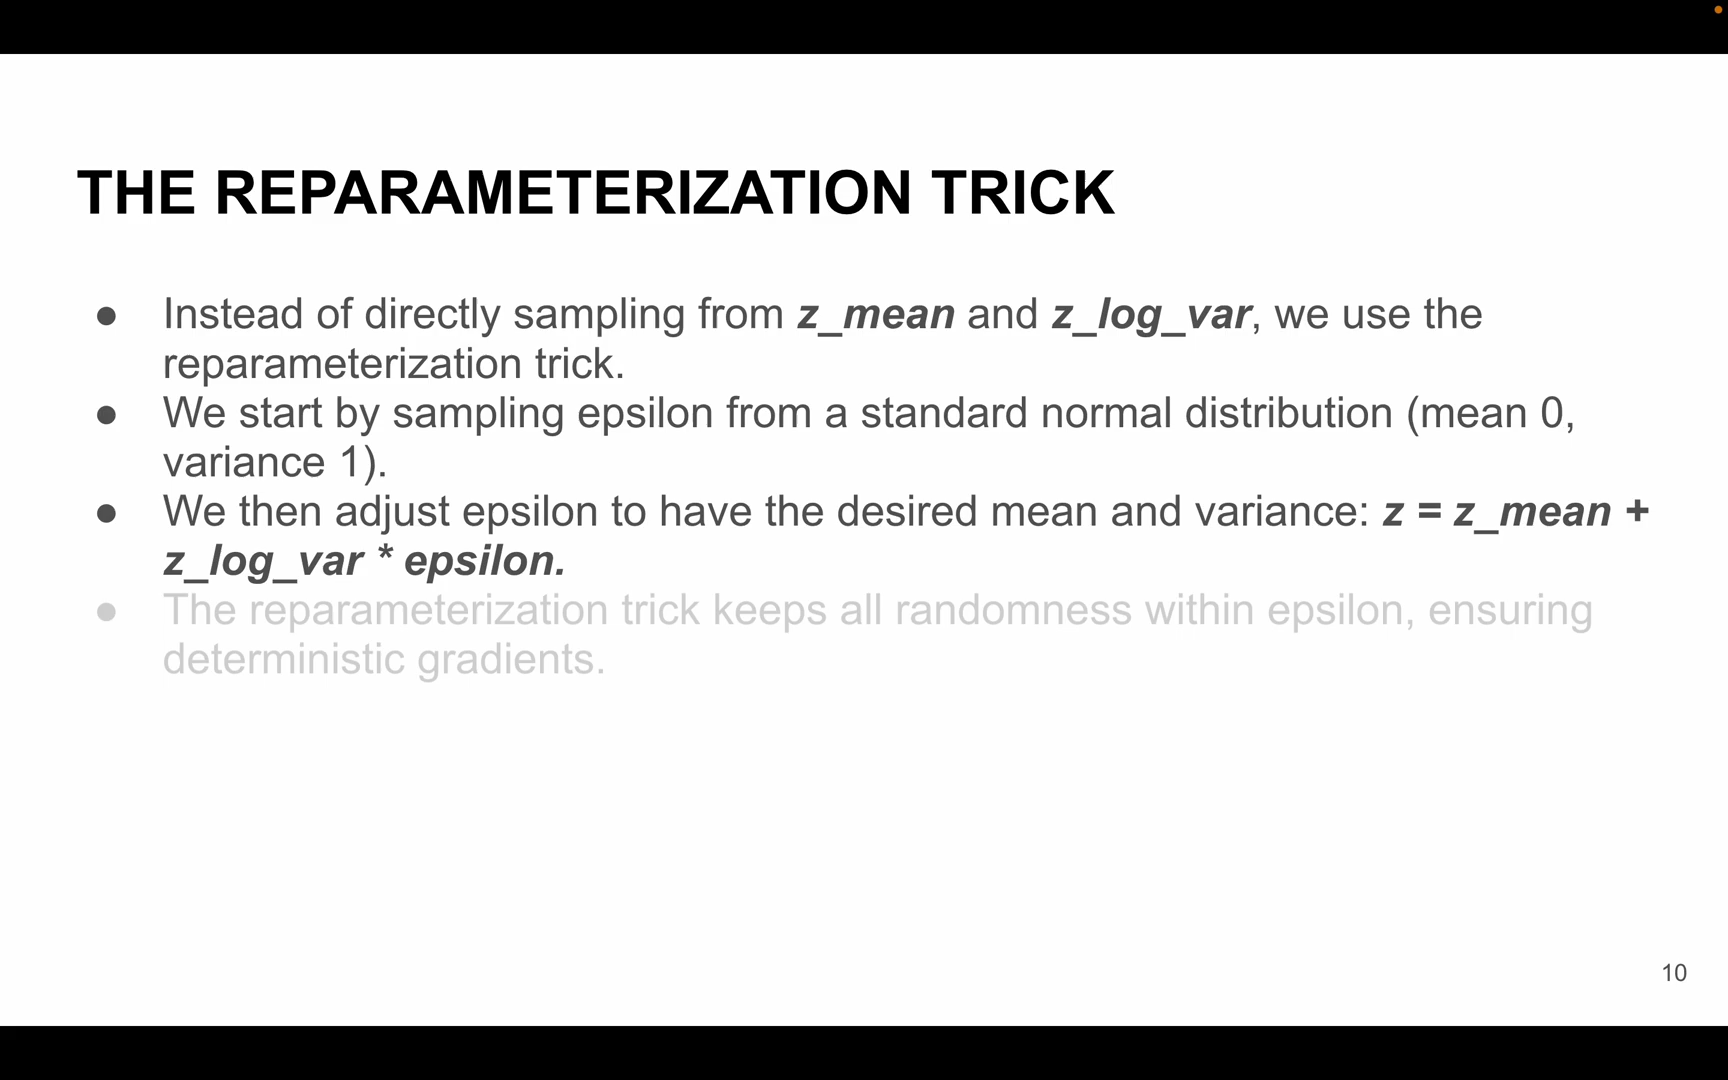 THE REPARAMETERIZATION TRICK
● Instead of directly sampling from z_mean and z_log_var, we use the
reparameterization trick.
● We start by sampling epsilon from a standard normal distribution (mean 0,
variance 1).
● We then adjust epsilon to have the desired mean and variance: z = z_mean +
z_log_var * epsilon.
● The reparameterization trick keeps all randomness within epsilon, ensuring
deterministic gradients.
10